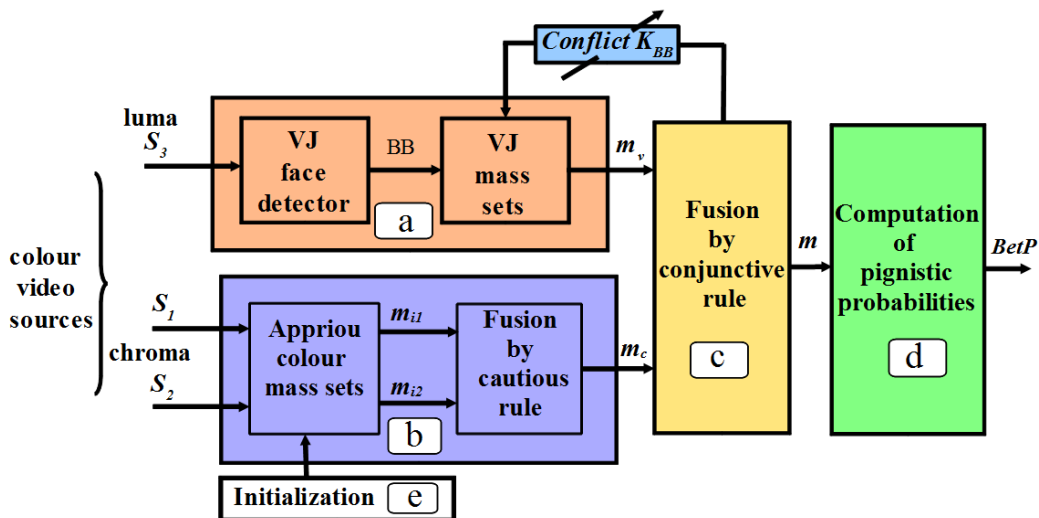 Conflict K_BB
luma
S_3
VJ
face
detector
BB
VJ
mass
sets
m_v
a
colour
video
sources
S_1
chroma
S_2
Appriou
colour
mass sets
m_i1
m_i2
Fusion
by
cautious
rule
m_c
b
Initialization
e
Fusion
by
conjunctive
rule
c
m
Computation
of
pignistic
probabilities
d
BetP